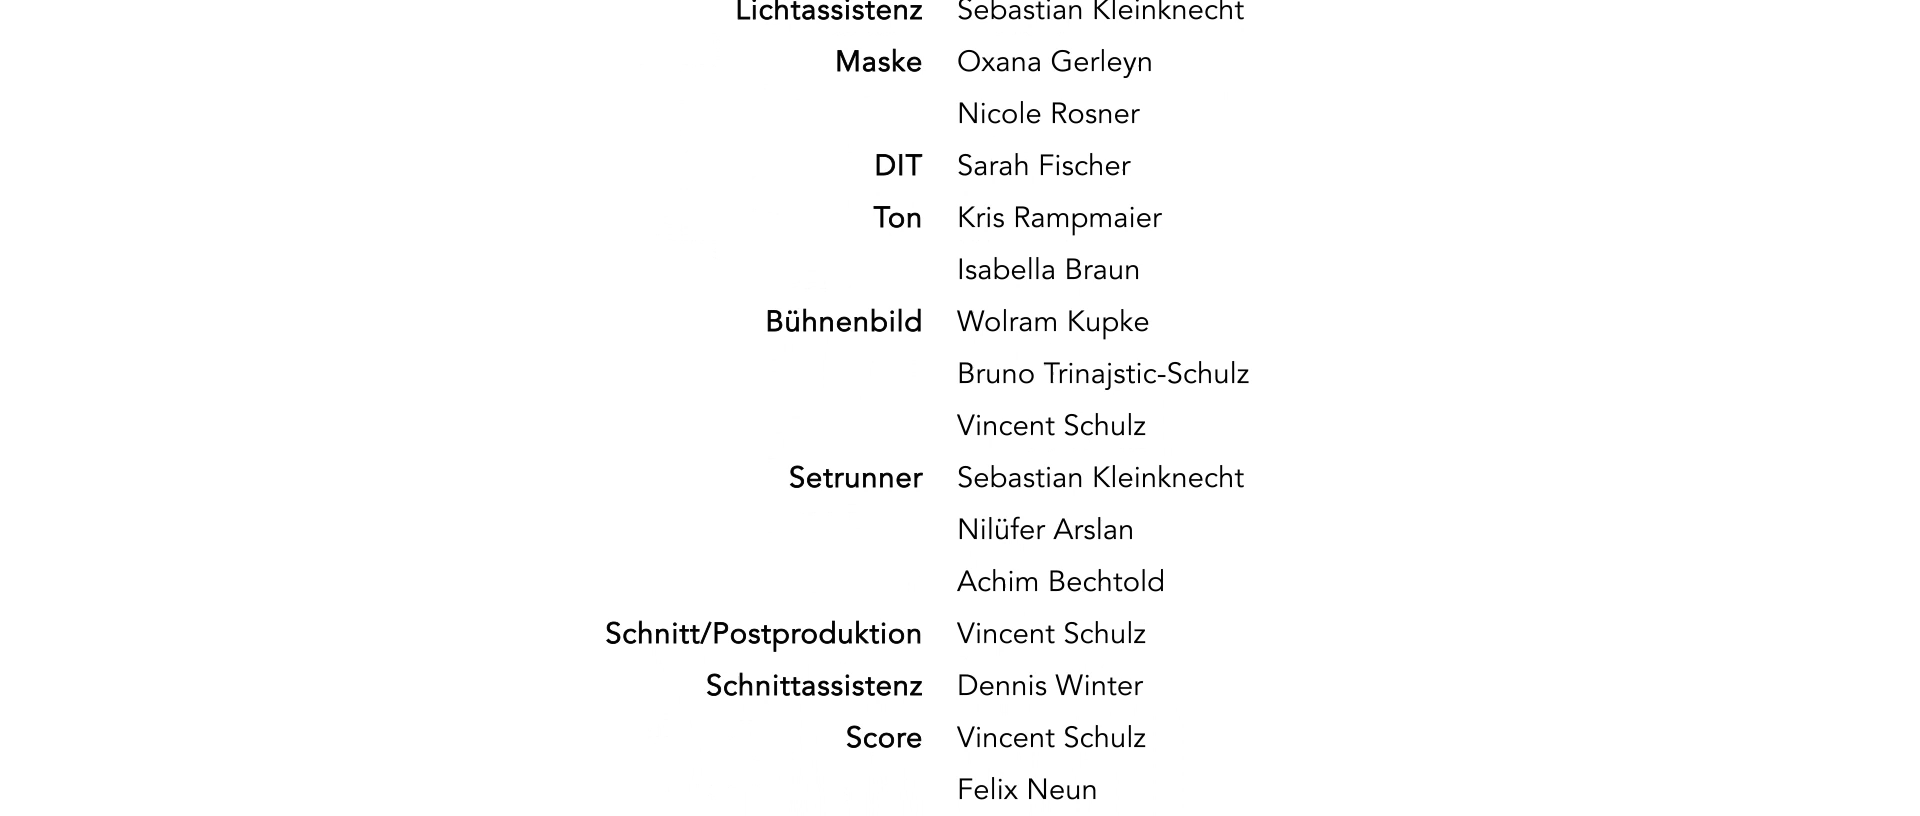 Lichtassistenz Sebastian Kleinknecht
Maske Oxana Gerleyn
Nicole Rosner
DIT Sarah Fischer
Ton Kris Rampmaier
Isabella Braun
Bühnenbild Wolram Kupke
Bruno Trinajstic-Schulz
Vincent Schulz
Setrunner Sebastian Kleinknecht
Nilüfer Arslan
Achim Bechtold
Schnitt/Postproduktion Vincent Schulz
Schnittassistenz Dennis Winter
Score Vincent Schulz
Felix Neun